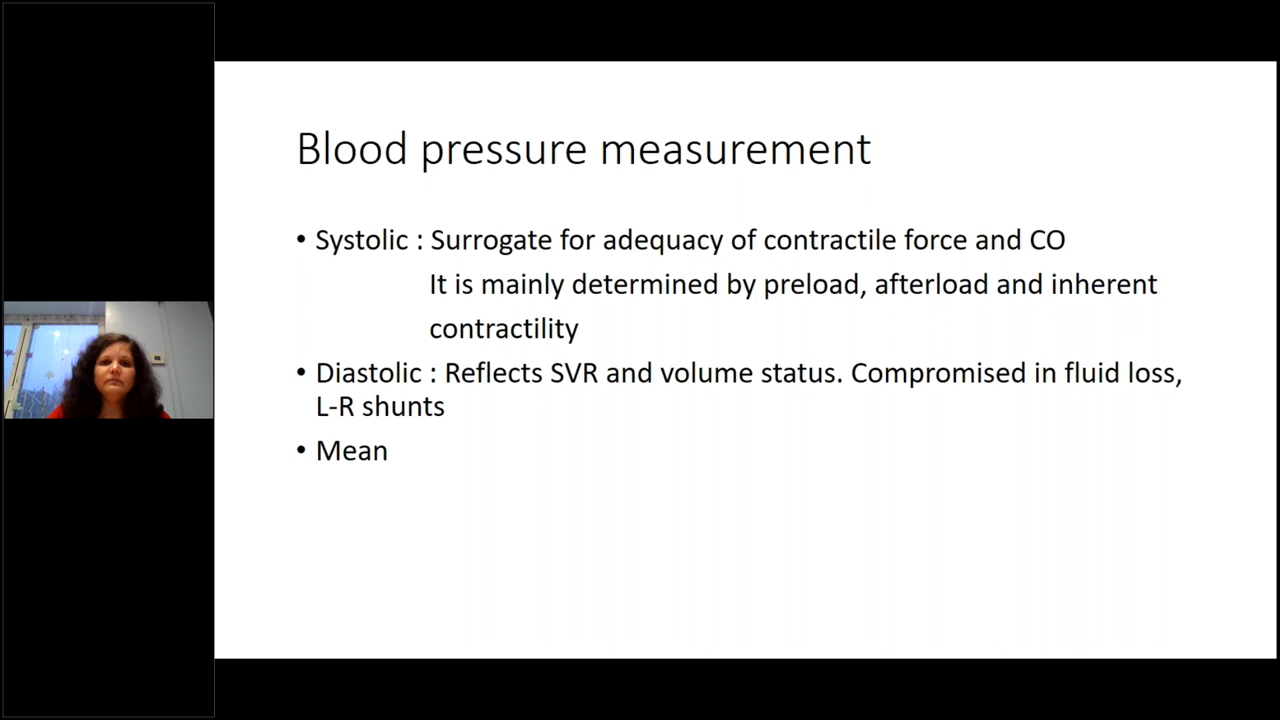 Blood pressure measurement
• Systolic : Surrogate for adequacy of contractile force and CO
It is mainly determined by preload, afterload and inherent
contractility
• Diastolic : Reflects SVR and volume status. Compromised in fluid loss,
L-R shunts
• Mean